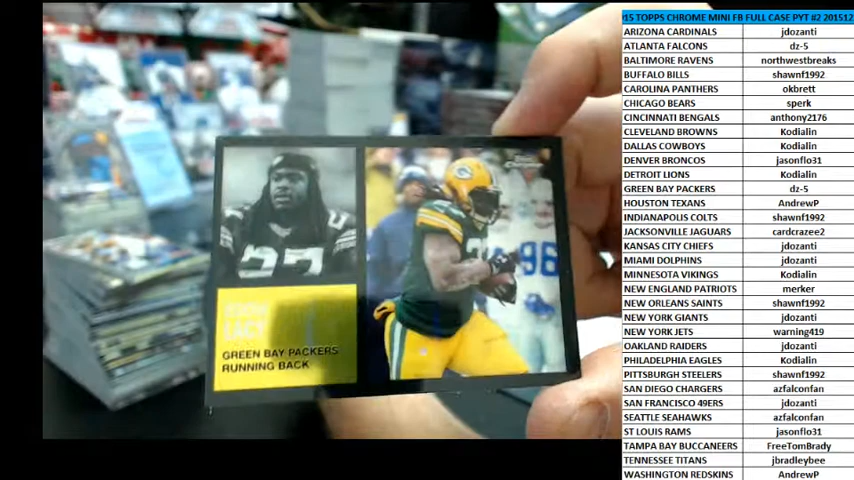 15 TOPPS CHROME MINI FB FULL CASE PYT #2 201512
ARIZONA CARDINALS jdozanti
ATLANTA FALCONS dz-5
BALTIMORE RAVENS northwestbreaks
BUFFALO BILLS shawnf1992
CAROLINA PANTHERS okbrett
CHICAGO BEARS sperk
CINCINNATI BENGALS anthony2176
CLEVELAND BROWNS Kodialin
DALLAS COWBOYS Kodialin
DENVER BRONCOS jasonflo31
DETROIT LIONS Kodialin
GREEN BAY PACKERS dz-5
HOUSTON TEXANS AndrewP
INDIANAPOLIS COLTS shawnf1992
JACKSONVILLE JAGUARS cardcrazee2
KANSAS CITY CHIEFS jdozanti
MIAMI DOLPHINS jdozanti
MINNESOTA VIKINGS Kodialin
NEW ENGLAND PATRIOTS merker
NEW ORLEANS SAINTS shawnf1992
NEW YORK GIANTS jdozanti
NEW YORK JETS warning419
OAKLAND RAIDERS jdozanti
PHILADELPHIA EAGLES Kodialin
PITTSBURGH STEELERS shawnf1992
SAN DIEGO CHARGERS azfalconfan
SAN FRANCISCO 49ERS jdozanti
SEATTLE SEAHAWKS azfalconfan
ST LOUIS RAMS jasonflo31
TAMPA BAY BUCCANEERS FreeTomBrady
TENNESSEE TITANS jbradleybee
WASHINGTON REDSKINS AndrewP
27
96
LACY
GREEN BAY PACKERS
RUNNING BACK